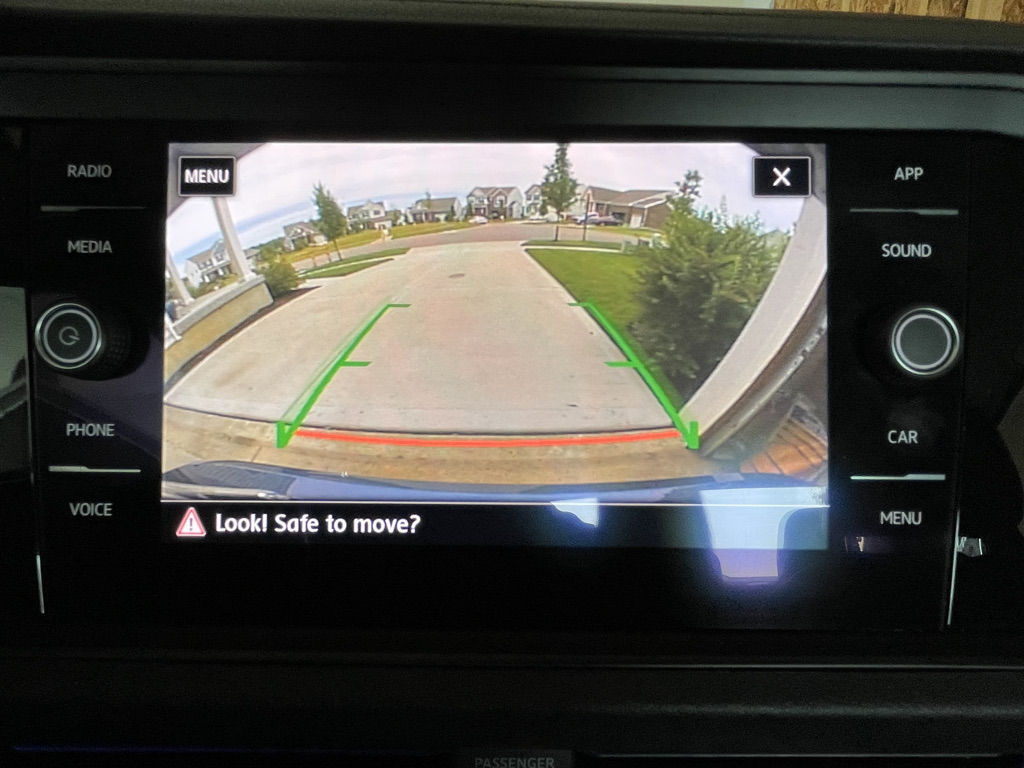 RADIO
MEDIA
PHONE
VOICE
MENU
X
Look! Safe to move?
APP
SOUND
CAR
MENU
PASSENGER